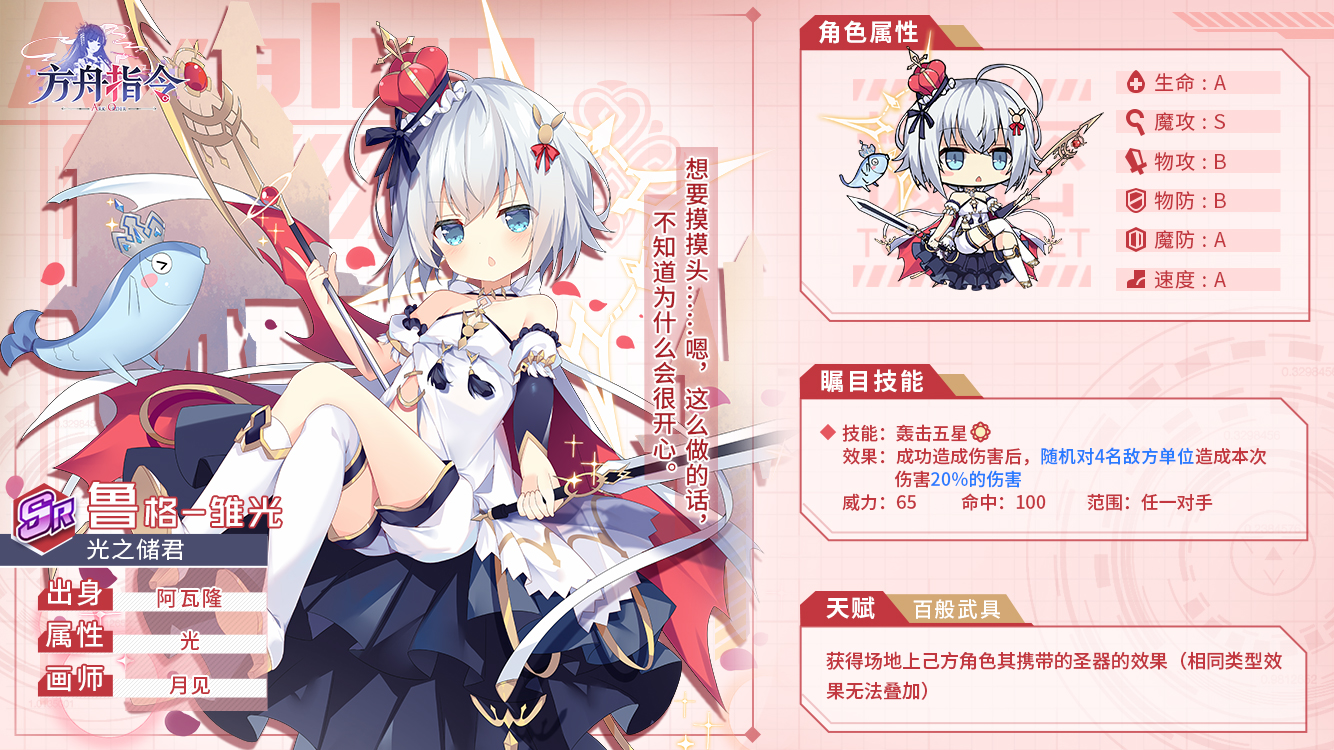 方舟指令
ARK ORDER
想要摸摸头……嗯，这么做的话，
不知道为什么会很开心。
SR
鲁格-雏光
光之储君
出身 阿瓦隆
属性 光
画师 月见
角色属性
生命：A
魔攻：S
物攻：B
物防：B
魔防：A
速度：A
瞩目技能
技能：轰击五星
效果：成功造成伤害后，随机对4名敌方单位造成本次
伤害20%的伤害
威力：65 命中：100 范围：任一对手
天赋 百般武具
获得场地上己方角色其携带的圣器的效果（相同类型效
果无法叠加）